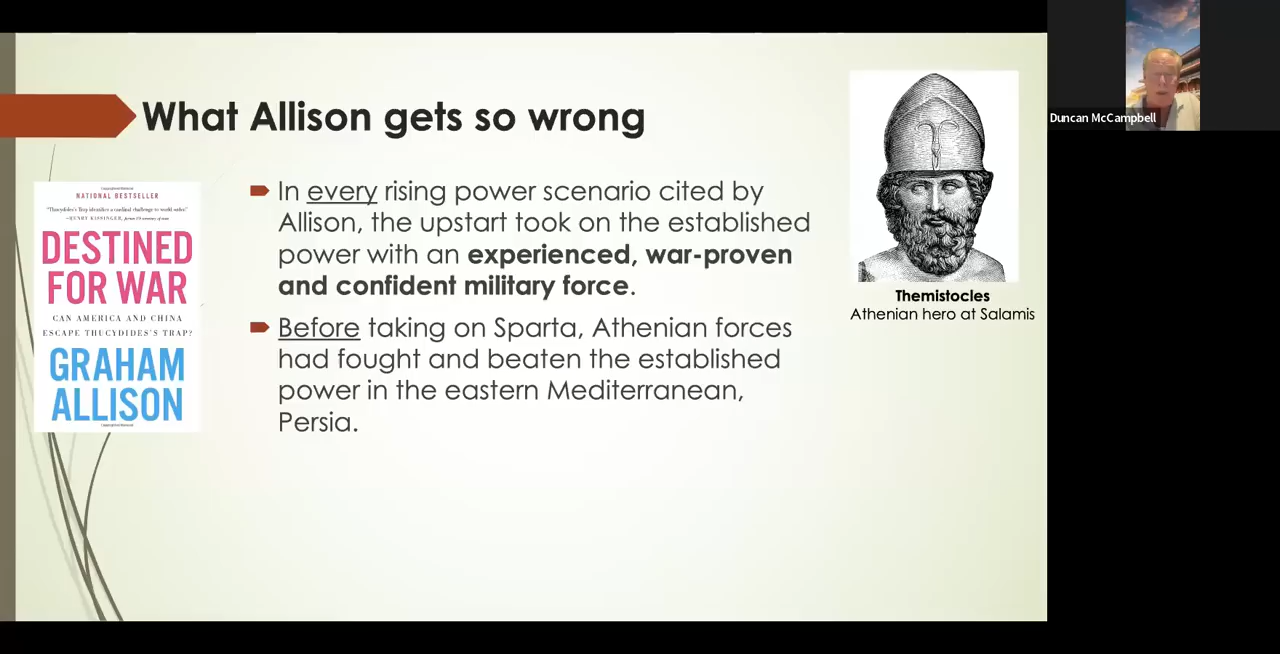 What Allison gets so wrong
NATIONAL BESTSELLER
"Thucydides's Trap identifies a cardinal challenge to world order."
—HENRY KISSINGER, former US secretary of state
DESTINED
FOR WAR
CAN AMERICA AND CHINA
ESCAPE THUCYDIDES'S TRAP?
GRAHAM
ALLISON
In every rising power scenario cited by
Allison, the upstart took on the established
power with an experienced, war-proven
and confident military force.
Before taking on Sparta, Athenian forces
had fought and beaten the established
power in the eastern Mediterranean,
Persia.
Themistocles
Athenian hero at Salamis
Duncan McCampbell